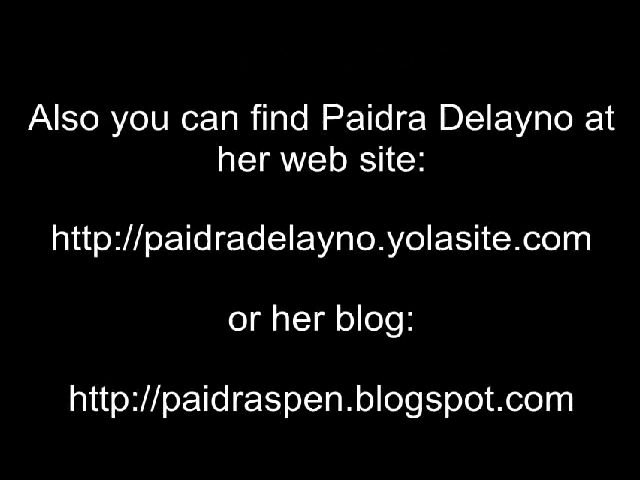 Also you can find Paidra Delayno at
her web site:
http://paidradelayno.yolasite.com
or her blog:
http://paidraspen.blogspot.com